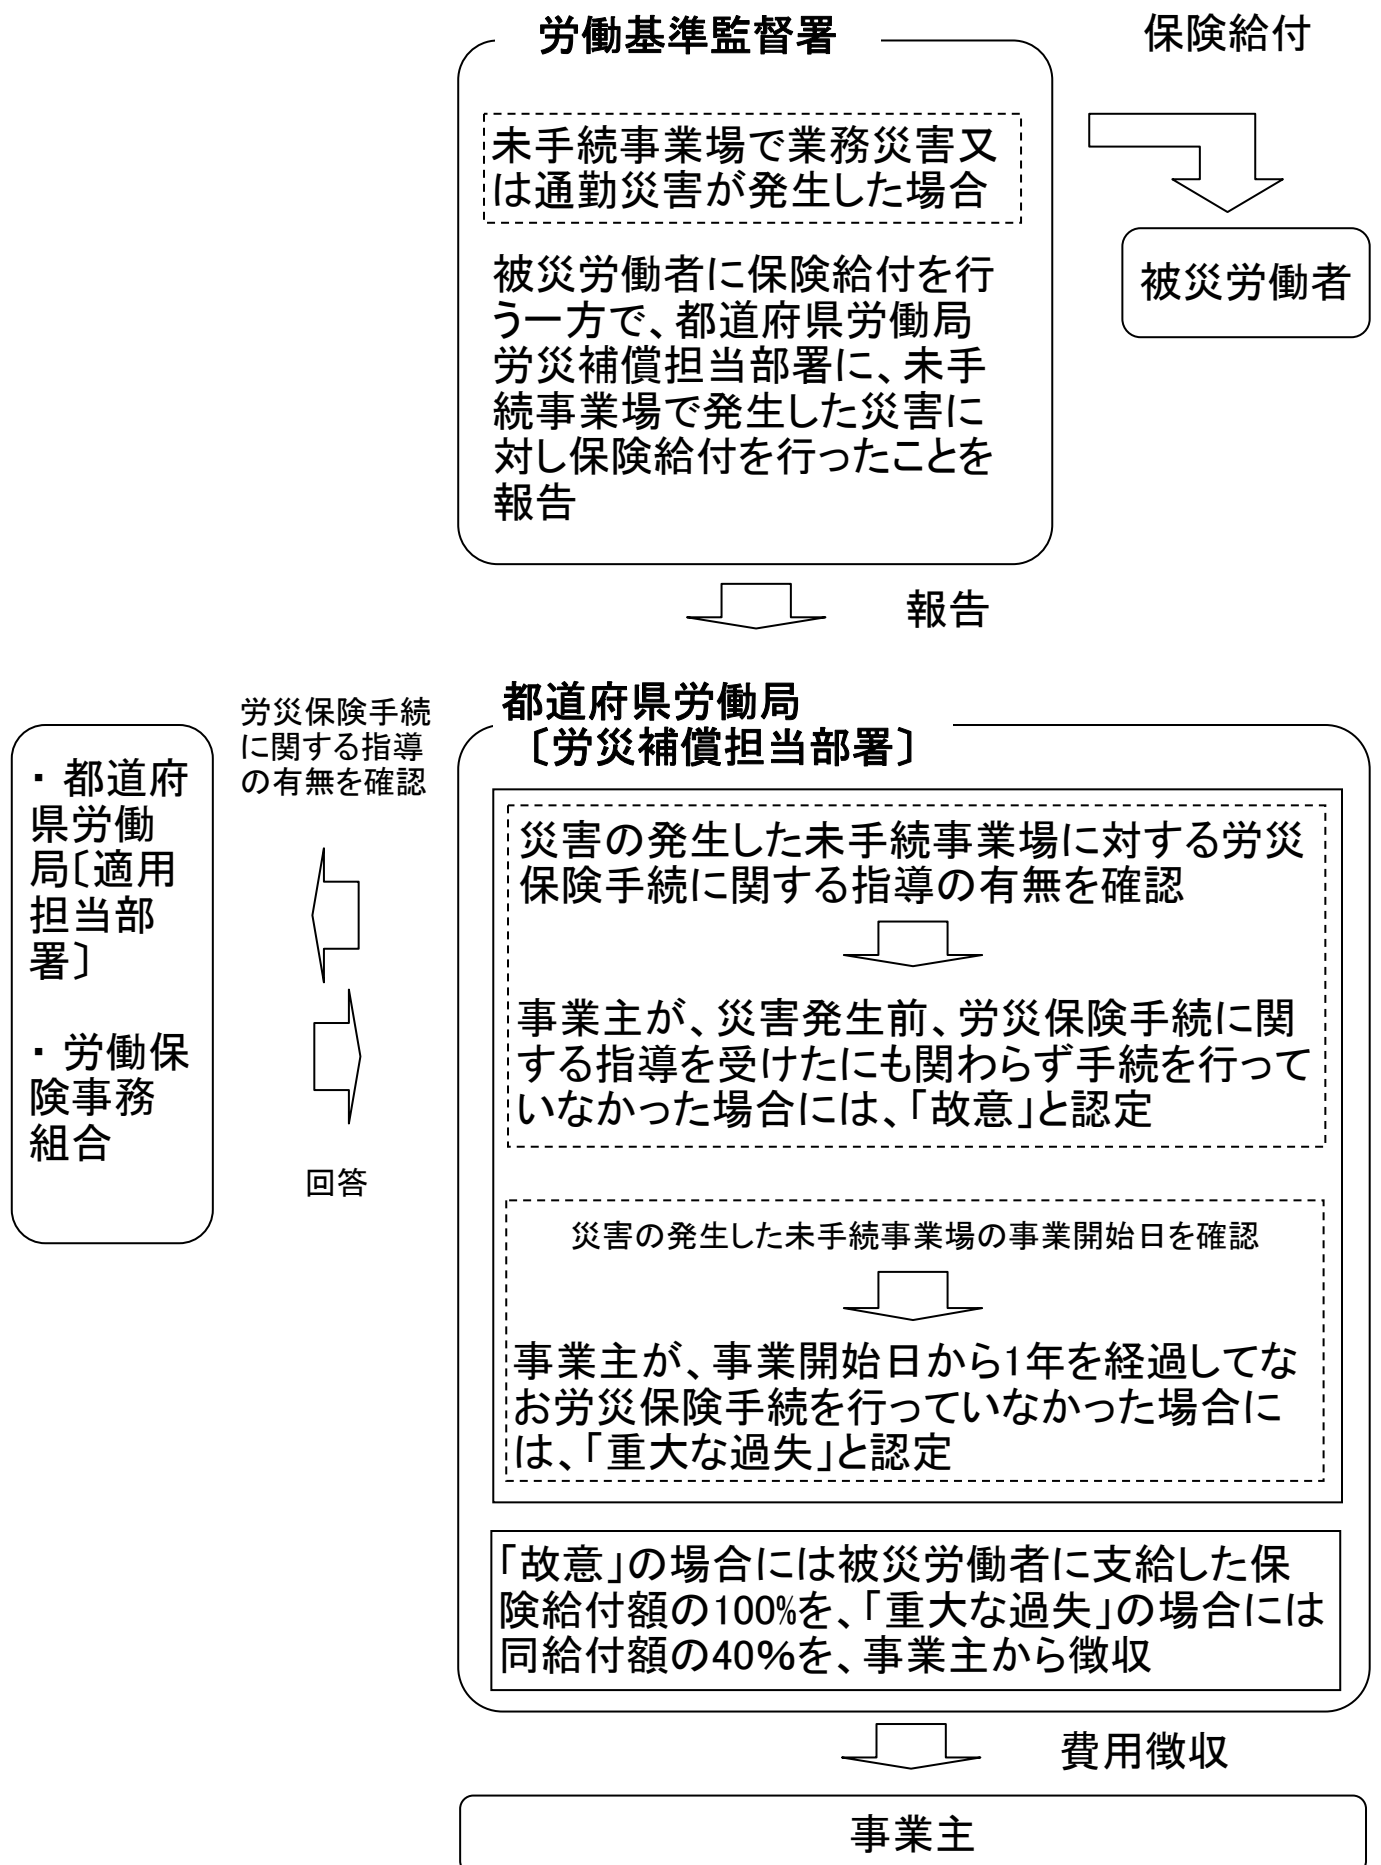 労働基準監督署
保険給付
未手続事業場で業務災害又
は通勤災害が発生した場合
被災労働者に保険給付を行
う一方で、都道府県労働局
労災補償担当部署に、未手
続事業場で発生した災害に
対し保険給付を行ったことを
報告
被災労働者
報告
都道府県労働局
〔労災補償担当部署〕
労災保険手続
に関する指導
の有無を確認
・都道府
県労働
局〔適用
担当部
署〕
・労働保
険事務
組合
回答
災害の発生した未手続事業場に対する労災
保険手続に関する指導の有無を確認
事業主が、災害発生前、労災保険手続に関
する指導を受けたにも関わらず手続を行って
いなかった場合には、「故意」と認定
災害の発生した未手続事業場の事業開始日を確認
事業主が、事業開始日から1年を経過してな
お労災保険手続を行っていなかった場合に
は、「重大な過失」と認定
「故意」の場合には被災労働者に支給した保
険給付額の100%を、「重大な過失」の場合には
同給付額の40%を、事業主から徴収
費用徴収
事業主